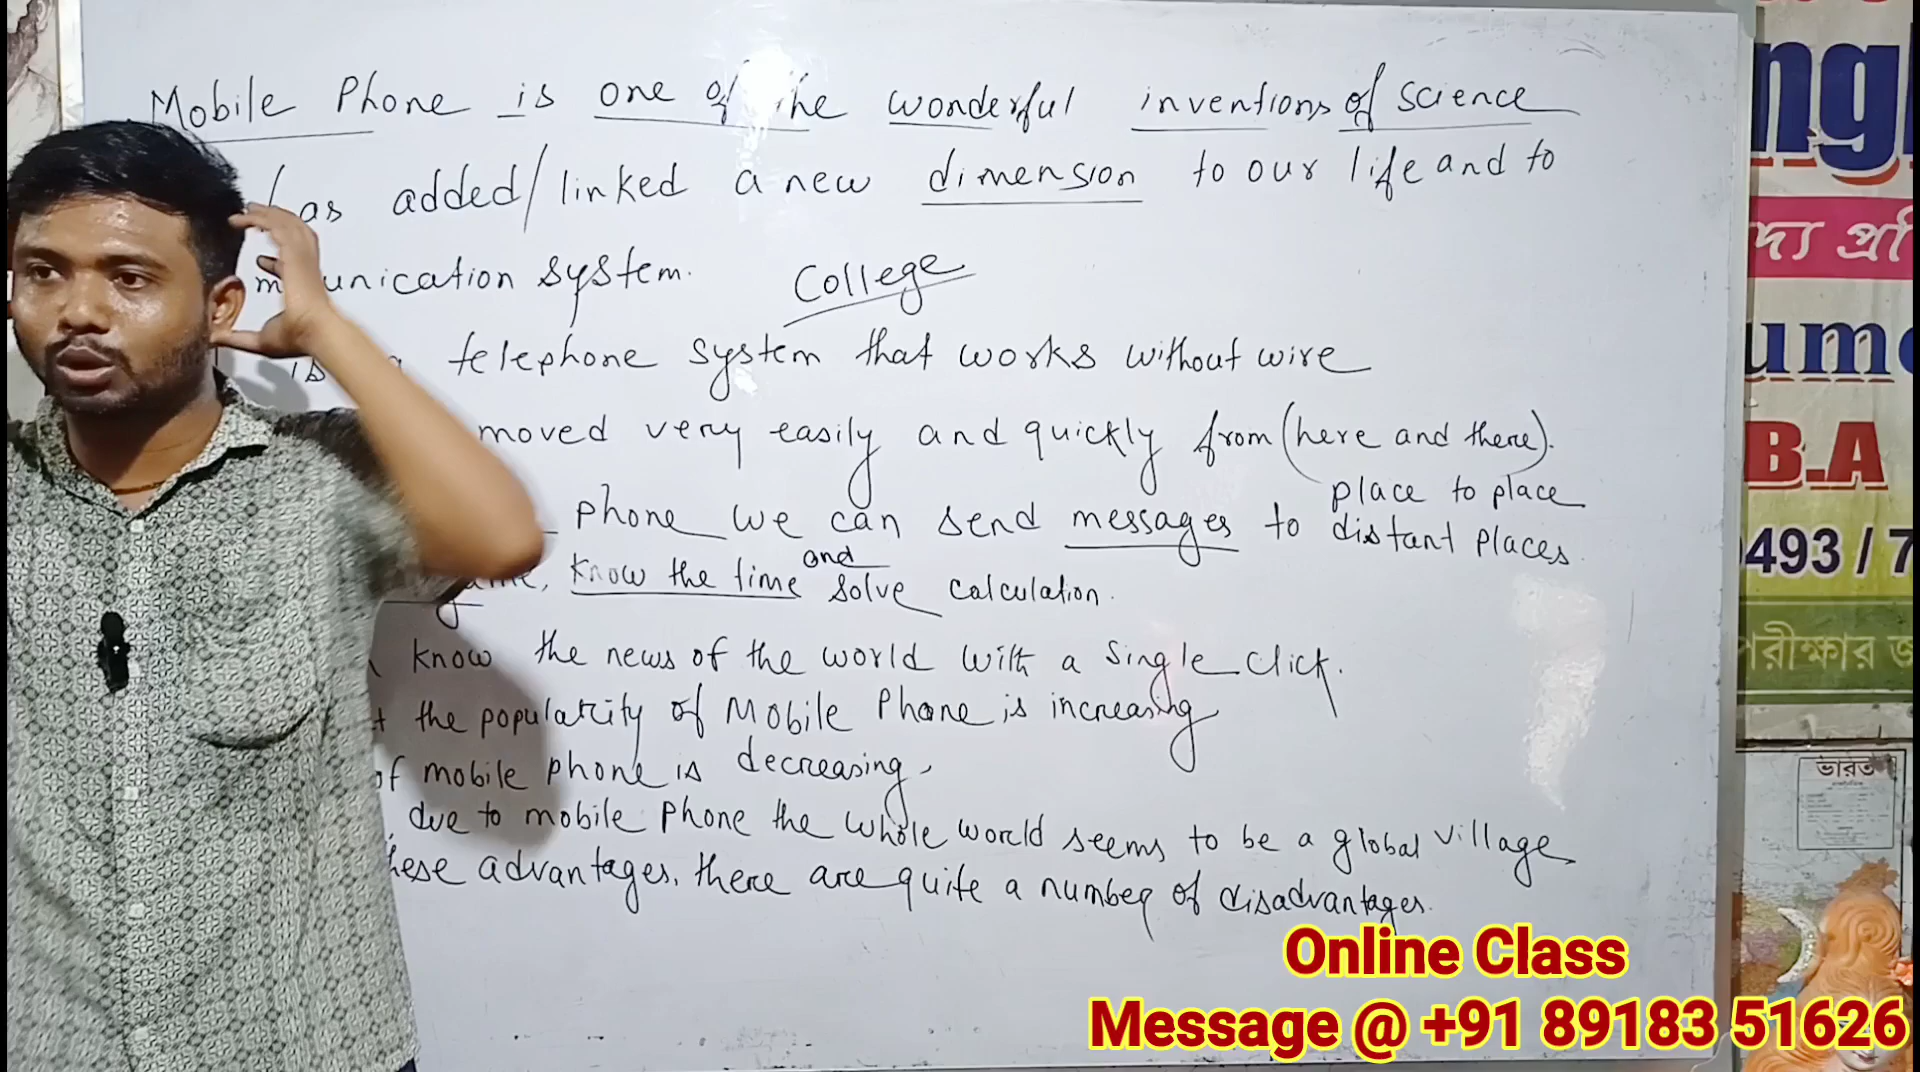 Mobile Phone is one of the wonderful inventions of science
has added/linked a new dimension to our life and to
munication system. College
is a telephone system that works without wire
moved very easily and quickly from (here and there).
place to place
phone we can send messages to distant places
and
game, know the time solve calculation.
know the news of the world with a single click.
the popularity of Mobile Phone is increasing
of mobile phone is decreasing,
due to mobile phone the whole world seems to be a global village
these advantages, there are quite a number of disadvantages.
Online Class
Message @ +91 89183 51626
ume
B.A
493 / 7
পরীক্ষার জ
ভারত